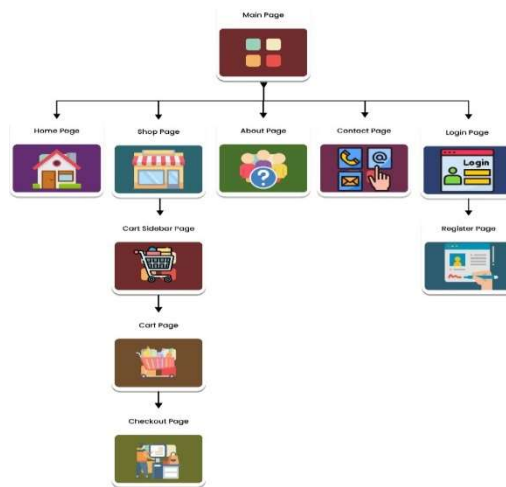 Main Page
Home Page
Shop Page
About Page
Contact Page
Login Page
Login
Cart Sidebar Page
Register Page
Cart Page
Checkout Page